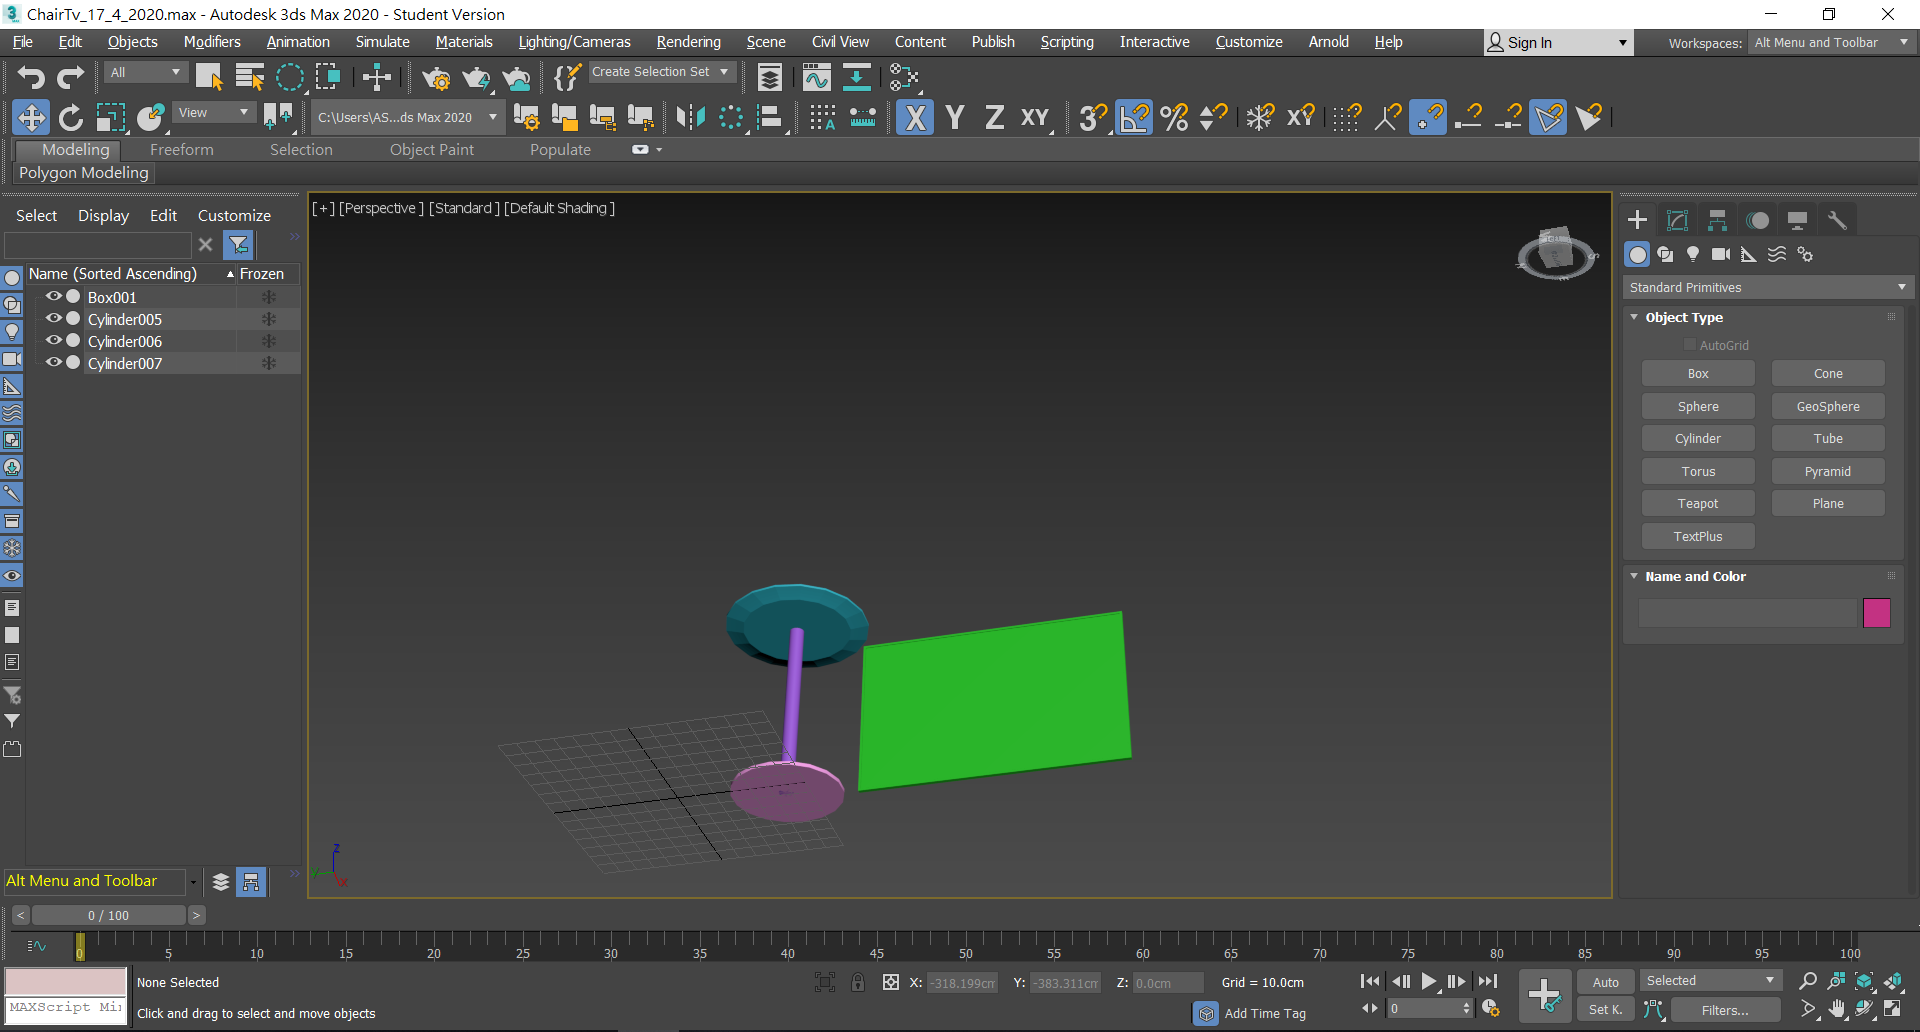 ChairTv_17_4_2020.max - Autodesk 3ds Max 2020 - Student Version
File Edit Objects Modifiers Animation Simulate Materials Lighting/Cameras Rendering Scene Civil View Content Publish Scripting Interactive Customize Arnold Help Sign In Workspaces: Alt Menu and Toolbar
All Create Selection Set
View C:\Users\AS...ds Max 2020 X Y Z XY 3 % XY
Modeling Freeform Selection Object Paint Populate
Polygon Modeling
Select Display Edit Customize
Name (Sorted Ascending) Frozen
Box001
Cylinder005
Cylinder006
Cylinder007
[+] [Perspective] [Standard] [Default Shading]
z
x
Standard Primitives
Object Type
AutoGrid
Box Cone
Sphere GeoSphere
Cylinder Tube
Torus Pyramid
Teapot Plane
TextPlus
Name and Color
Alt Menu and Toolbar
< 0 / 100 >
0 5 10 15 20 25 30 35 40 45 50 55 60 65 70 75 80 85 90 95 100
None Selected X: -318.199cm Y: -383.311cm Z: 0.0cm Grid = 10.0cm Auto Selected
MAXScript Mi
Click and drag to select and move objects Add Time Tag 0 Set K. Filters...